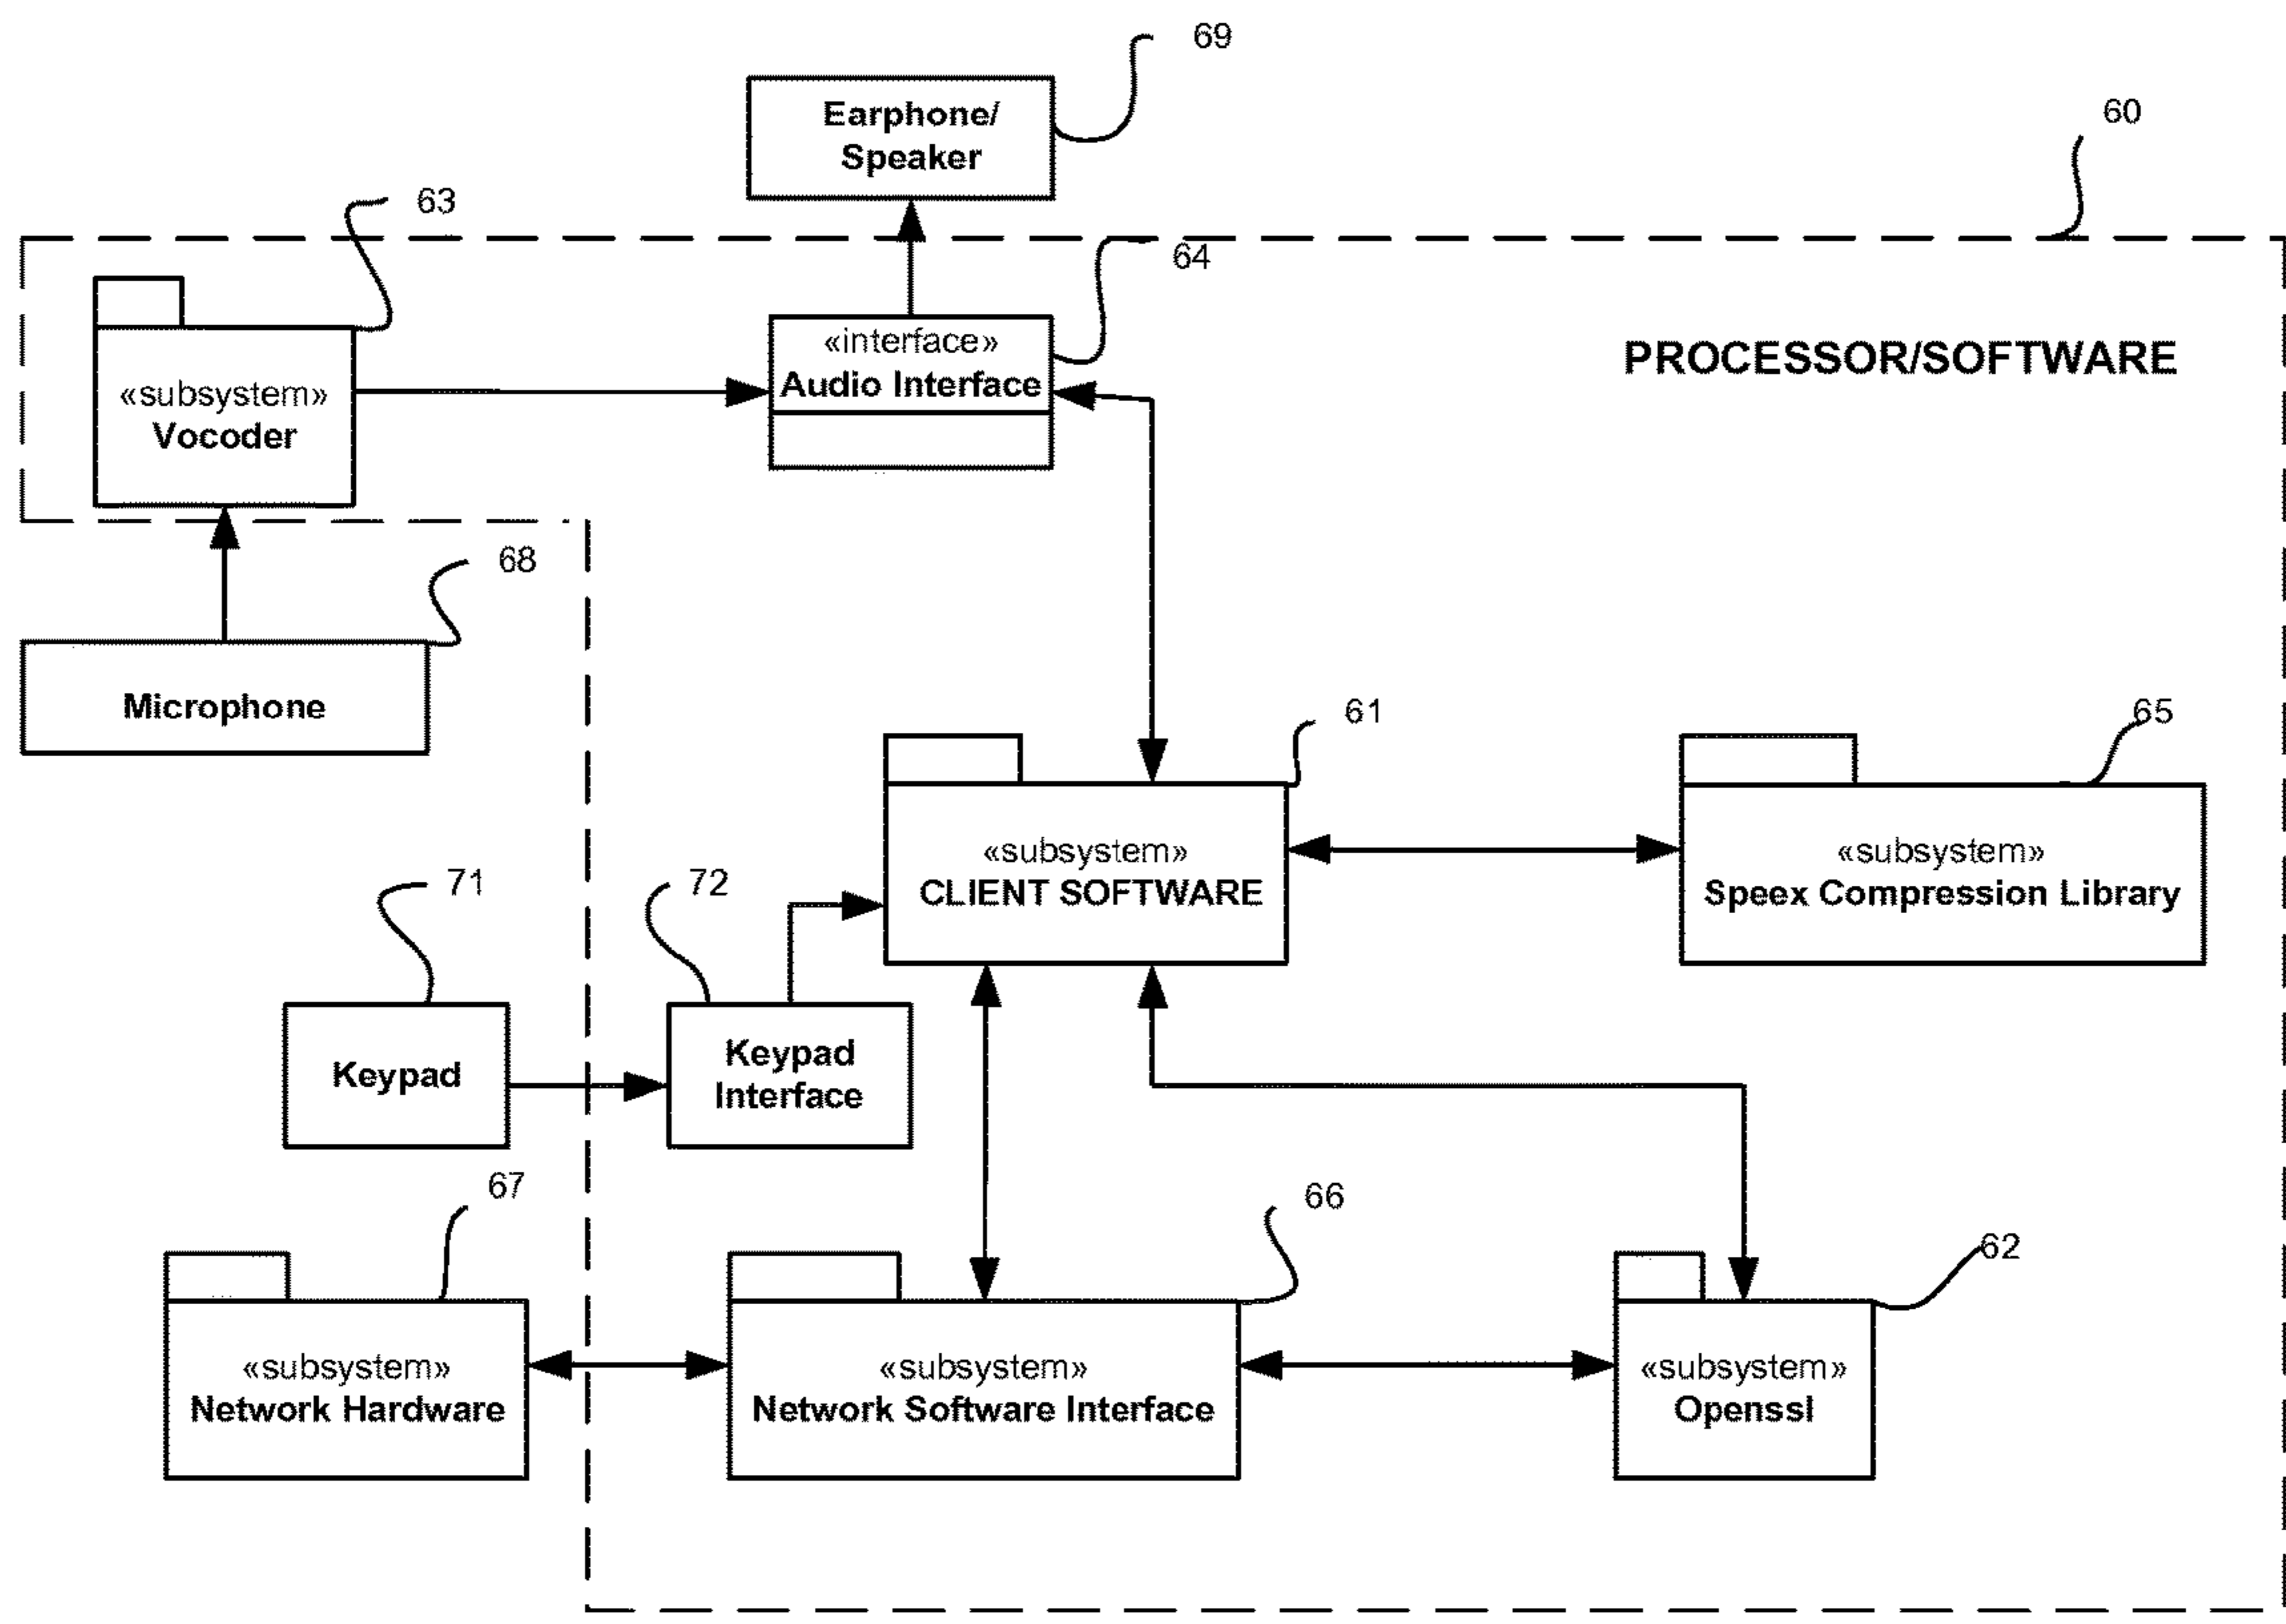 69
Earphone/
Speaker
60
63
64
«interface»
Audio Interface
PROCESSOR/SOFTWARE
«subsystem»
Vocoder
68
Microphone
61
65
«subsystem»
CLIENT SOFTWARE
«subsystem»
Speex Compression Library
71
72
Keypad
Keypad
Interface
67
66
62
«subsystem»
Network Hardware
«subsystem»
Network Software Interface
«subsystem»
Openssl